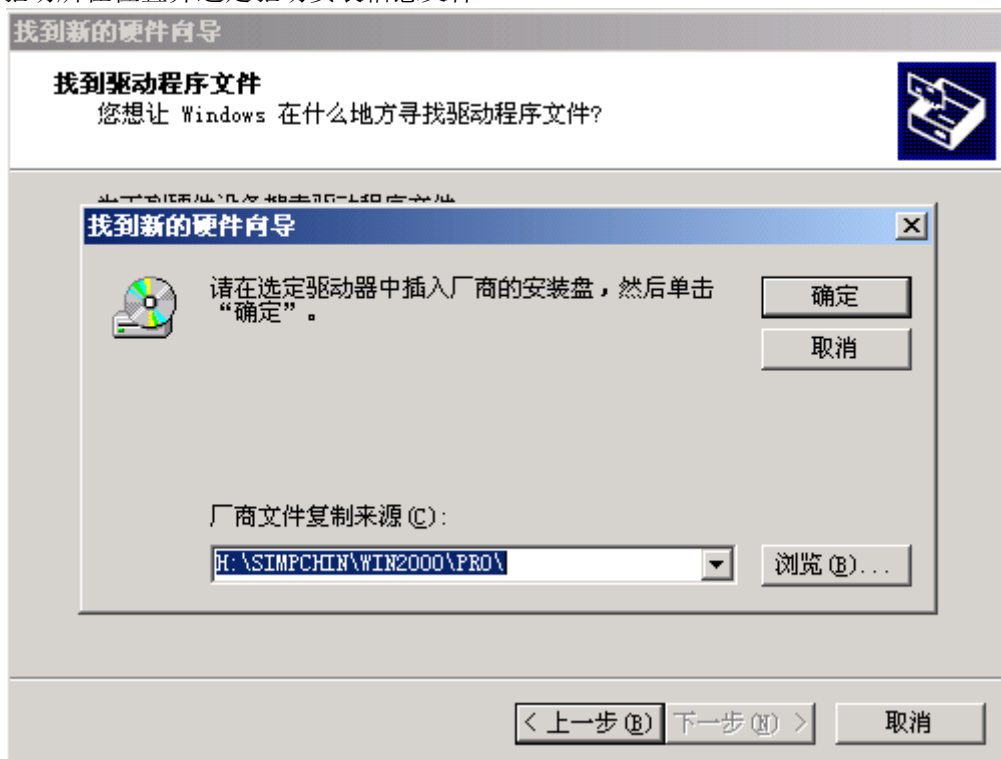 找到新的硬件向导
找到驱动程序文件
您想让 Windows 在什么地方寻找驱动程序文件?
找到新的硬件向导
请在选定驱动器中插入厂商的安装盘，然后单击
“确定”。
确定
取消
厂商文件复制来源(C):
H:\SIMPCHIN\WIN2000\PRO\
浏览(B)...
< 上一步(B)
下一步(N) >
取消